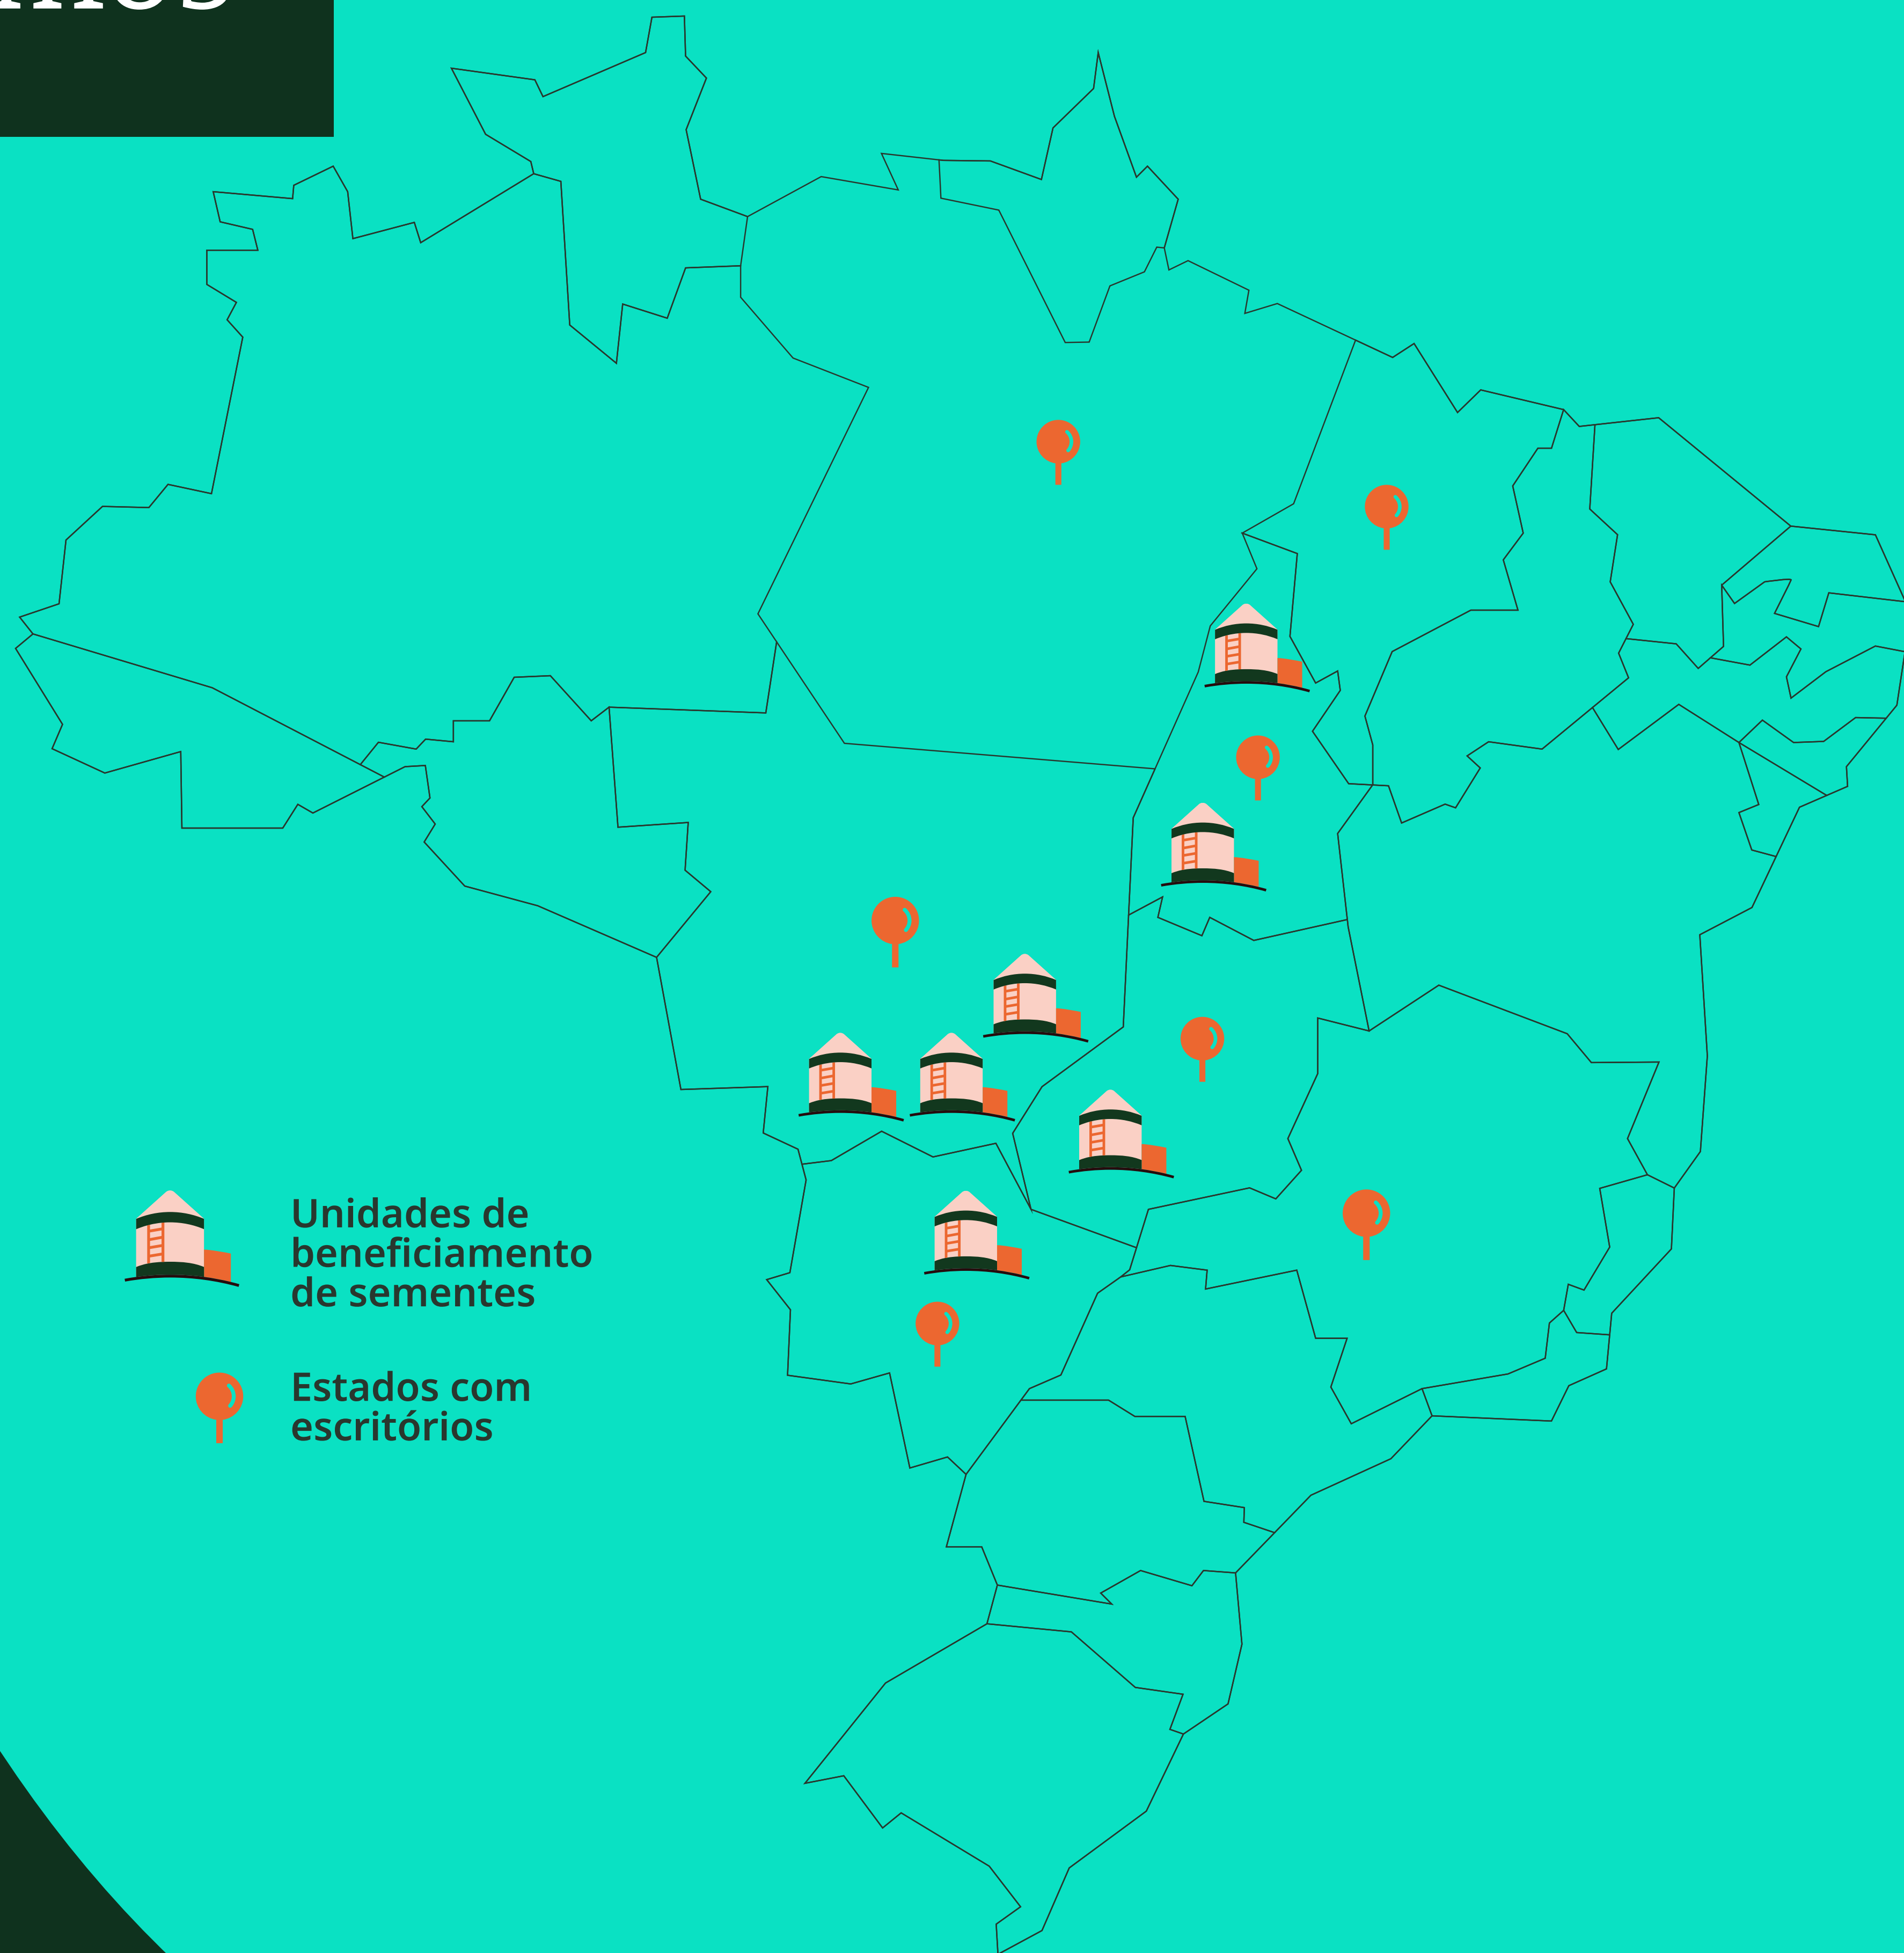 Unidades de
beneficiamento
de sementes
Estados com
escritórios